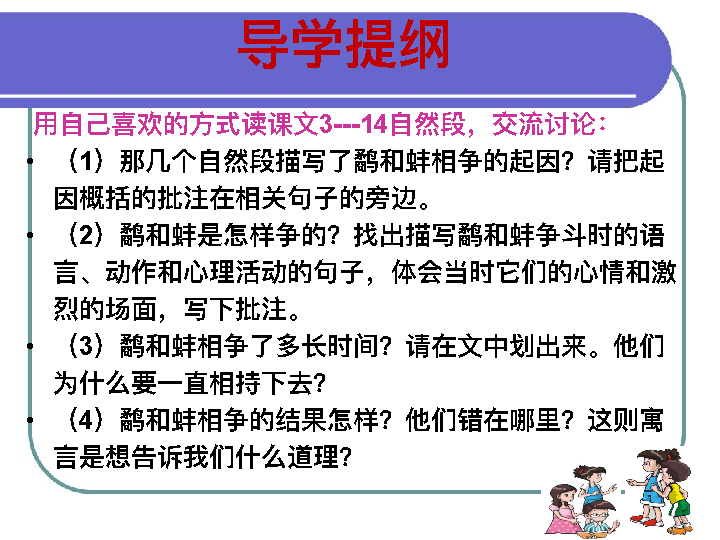 导学提纲
用自己喜欢的方式读课文3---14自然段，交流讨论：
• （1）那几个自然段描写了鹬和蚌相争的起因？请把起
因概括的批注在相关句子的旁边。
• （2）鹬和蚌是怎样争的？找出描写鹬和蚌争斗时的语
言、动作和心理活动的句子，体会当时它们的心情和激
烈的场面，写下批注。
• （3）鹬和蚌相争了多长时间？请在文中划出来。他们
为什么要一直相持下去？
• （4）鹬和蚌相争的结果怎样？他们错在哪里？这则寓
言是想告诉我们什么道理？